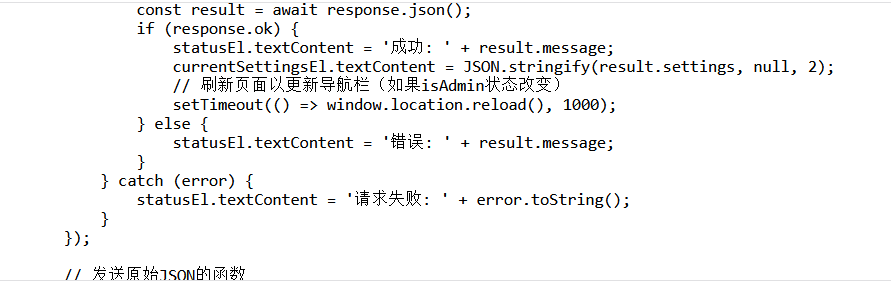 const result = await response.json();
if (response.ok) {
statusEl.textContent = '成功: ' + result.message;
currentSettingsEl.textContent = JSON.stringify(result.settings, null, 2);
// 刷新页面以更新导航栏（如果isAdmin状态改变）
setTimeout(() => window.location.reload(), 1000);
} else {
statusEl.textContent = '错误: ' + result.message;
}
} catch (error) {
statusEl.textContent = '请求失败: ' + error.toString();
}
});
// 发送原始JSON的函数